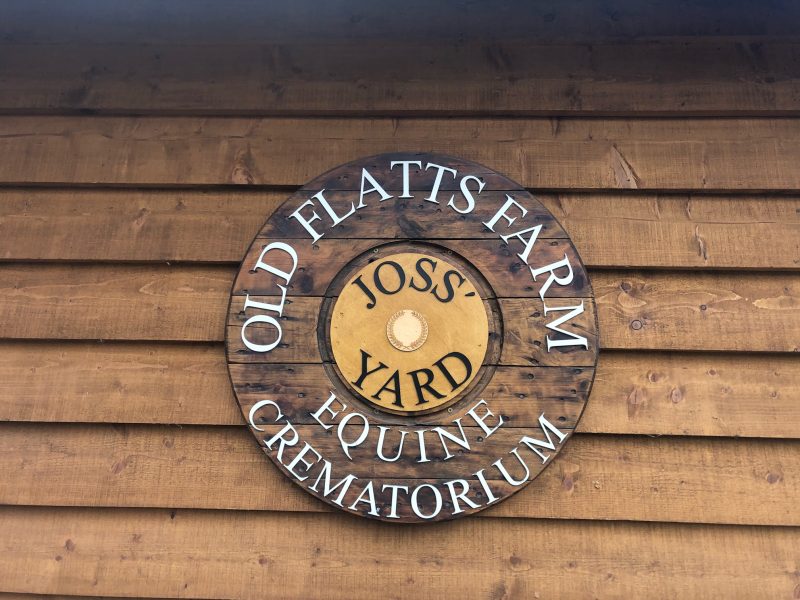 OLD FLATTS FARM
JOSS'
YARD
EQUINE
CREMATORIUM